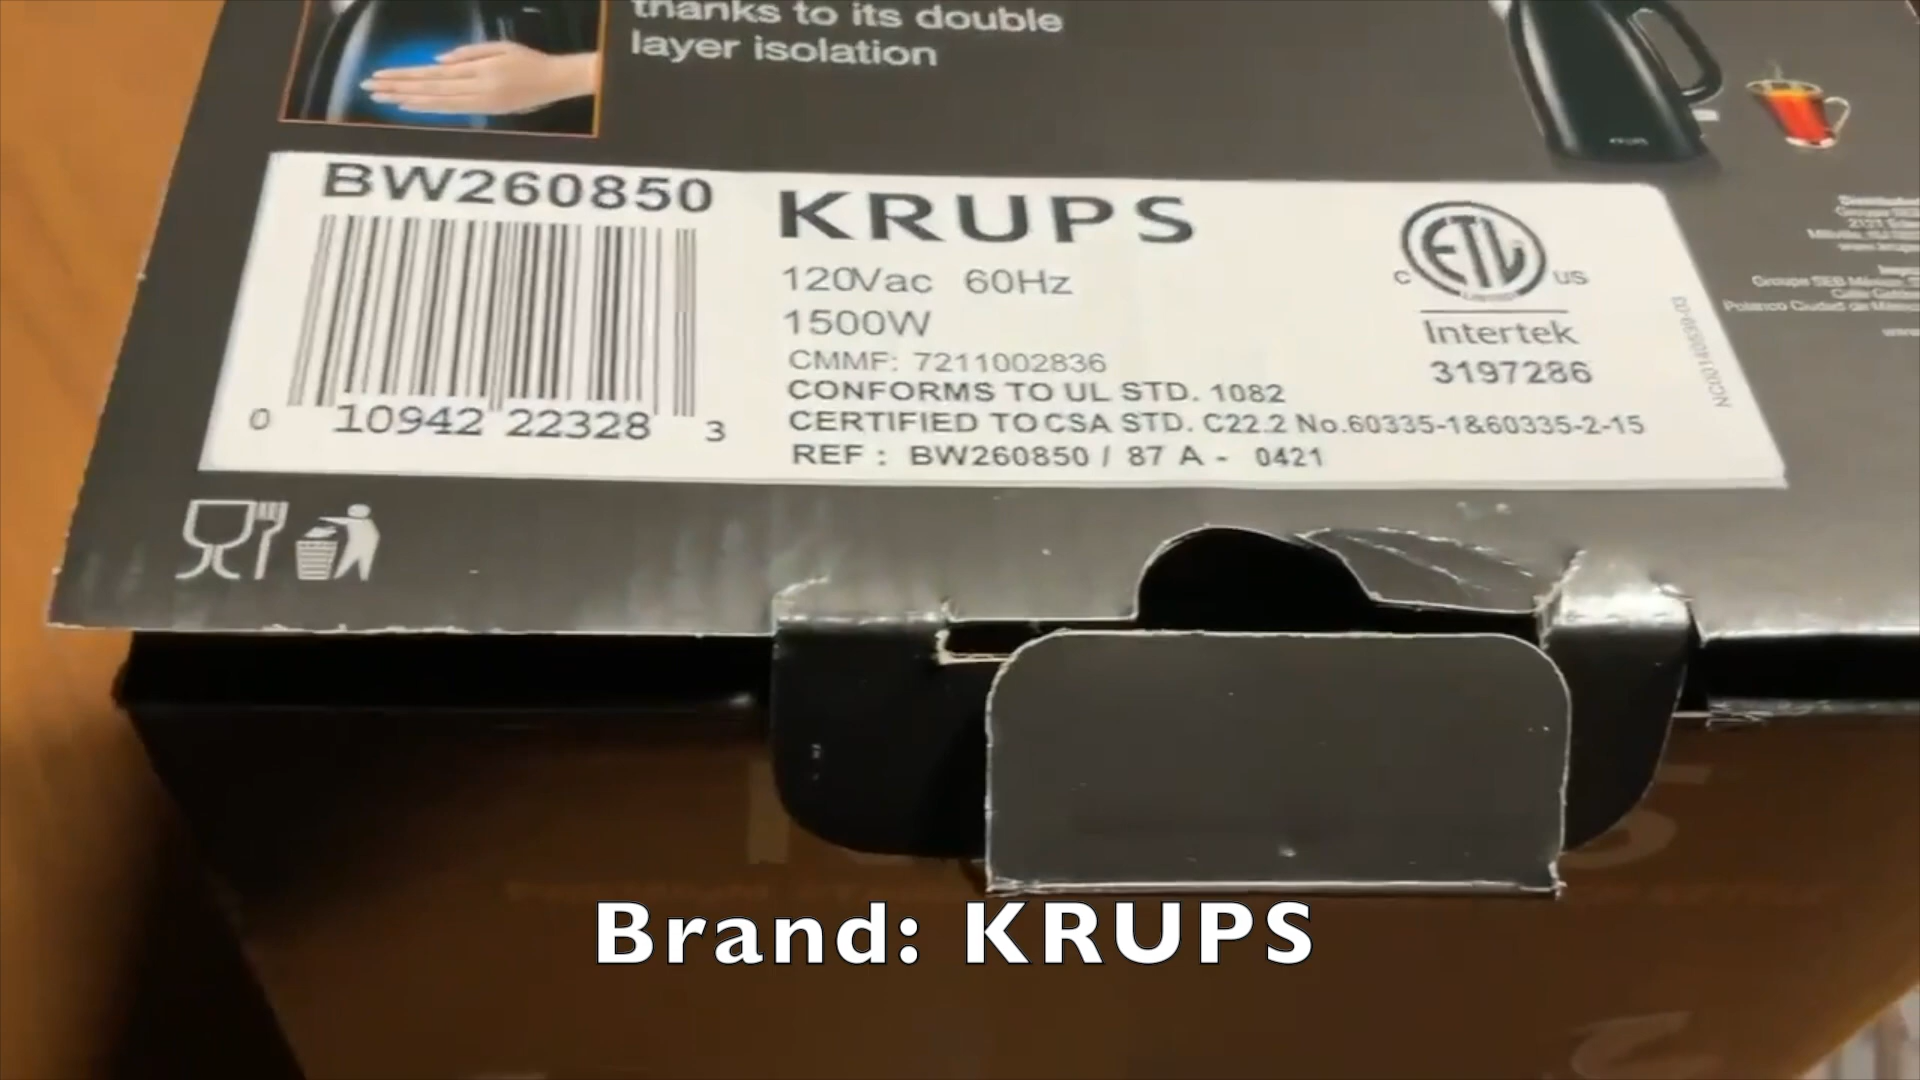 thanks to its double
layer isolation
BW260850
0 10942 22328 3
KRUPS
120Vac 60Hz
1500W
CMMF: 7211002836
CONFORMS TO UL STD. 1082
CERTIFIED TO CSA STD. C22.2 No.60335-1&60335-2-15
REF : BW260850 / 87 A - 0421
ETL
C US
Intertek
3197286
Groupe SEB
Brand: KRUPS